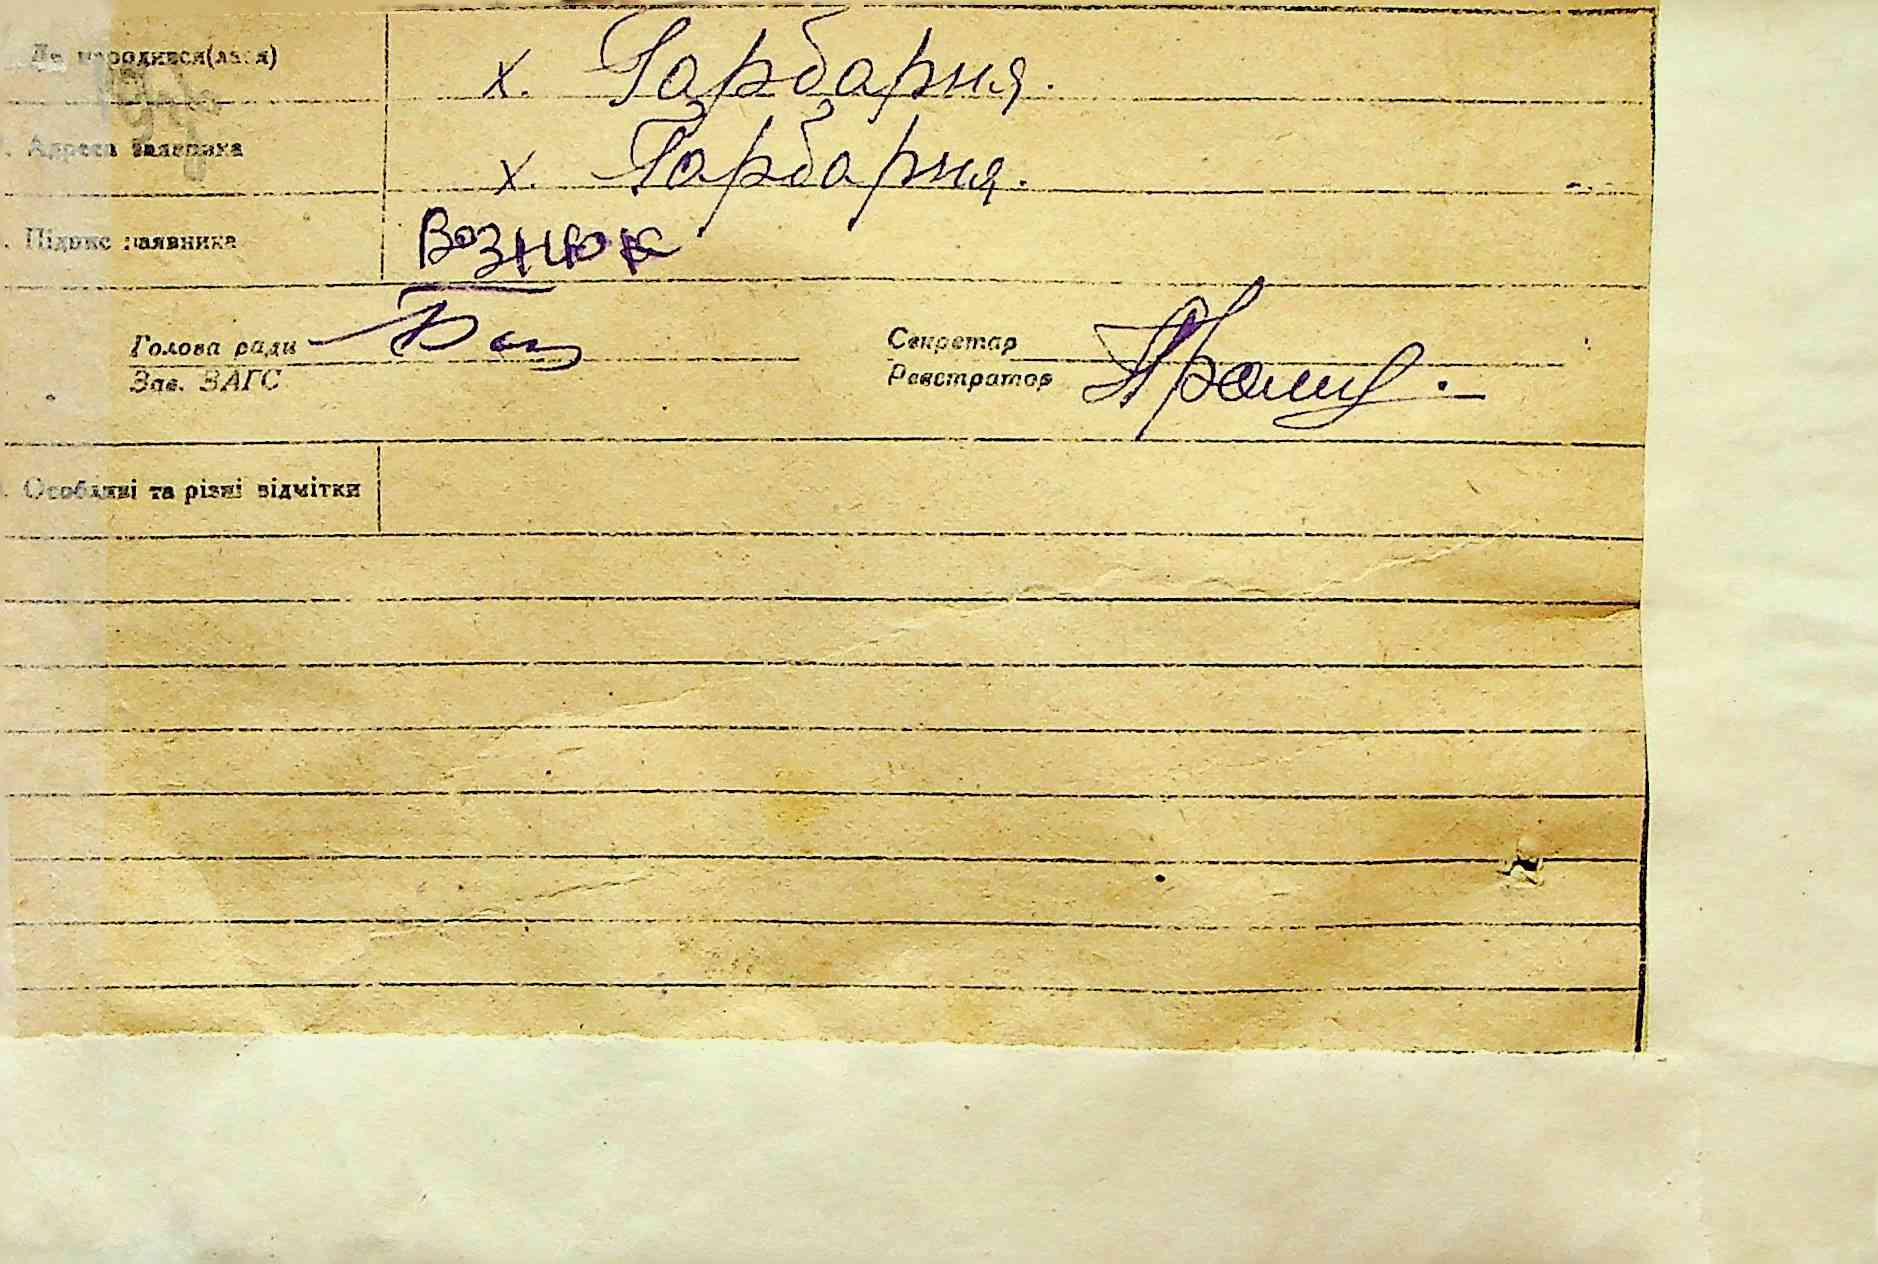 Де народився(лася) х. Гарбарня.
. Адреса заявника х. Гарбарня.
. Підпис заявника Вознюк
Голова ради Секретар
Зав. ЗАГС Реєстратор
. Особливі та різні відмітки